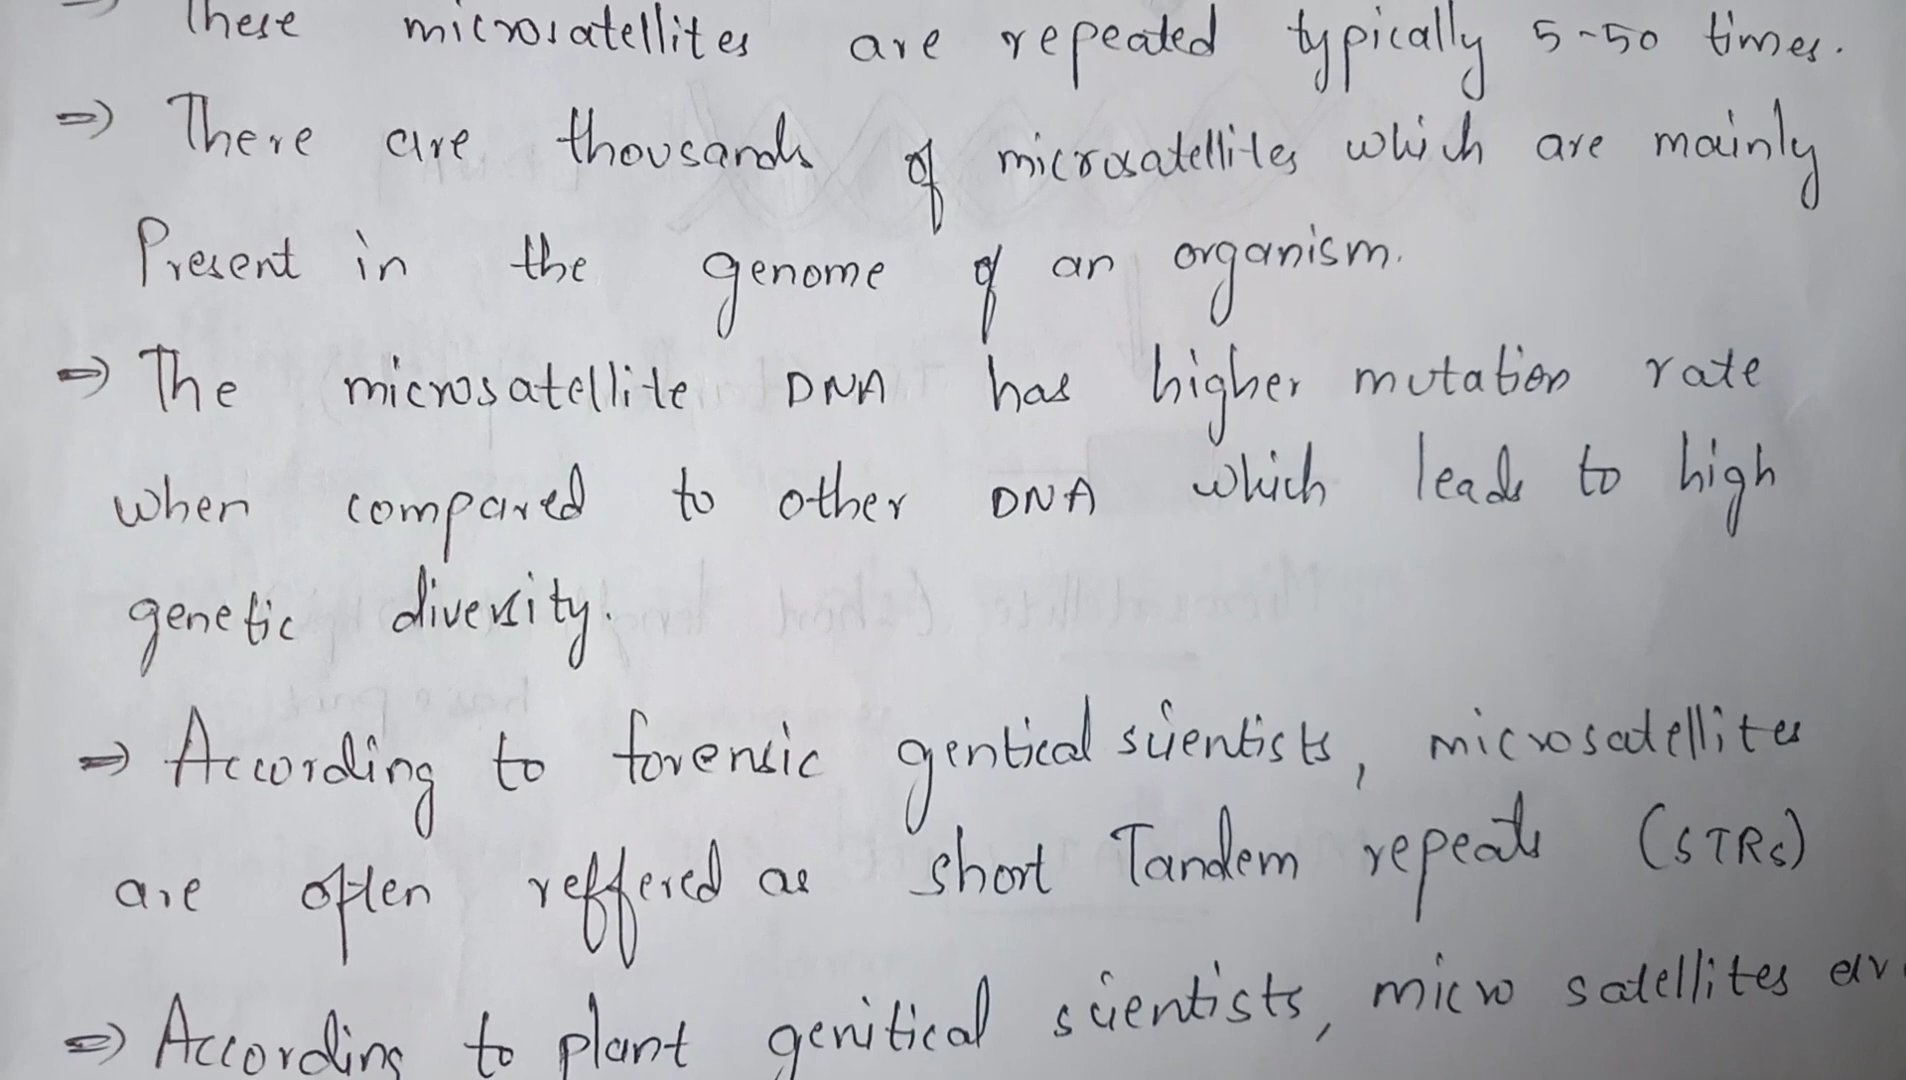 These microsatellites are repeated typically 5-50 times.
⇒ There are thousands of microsatellites which are mainly
Present in the genome of an organism.
⇒ The microsatellite DNA has higher mutation rate
when compared to other DNA which leads to high
genetic diversity.
⇒ According to forensic gentical scientists, microsatellites
are often reffered as short Tandem repeats (STRs)
⇒ According to plant genitical scientists, micro satellites ar